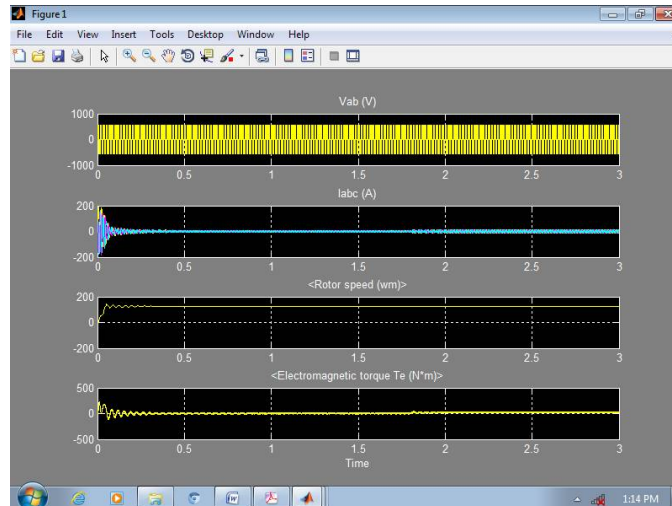 Figure 1
File Edit View Insert Tools Desktop Window Help
Vab (V)
1000
0
-1000
0 0.5 1 1.5 2 2.5 3
Iabc (A)
200
0
-200
0 0.5 1 1.5 2 2.5 3
<Rotor speed (wm)>
200
0
-200
0 0.5 1 1.5 2 2.5 3
<Electromagnetic torque Te (N*m)>
500
0
-500
0 0.5 1 1.5 2 2.5 3
Time
1:14 PM